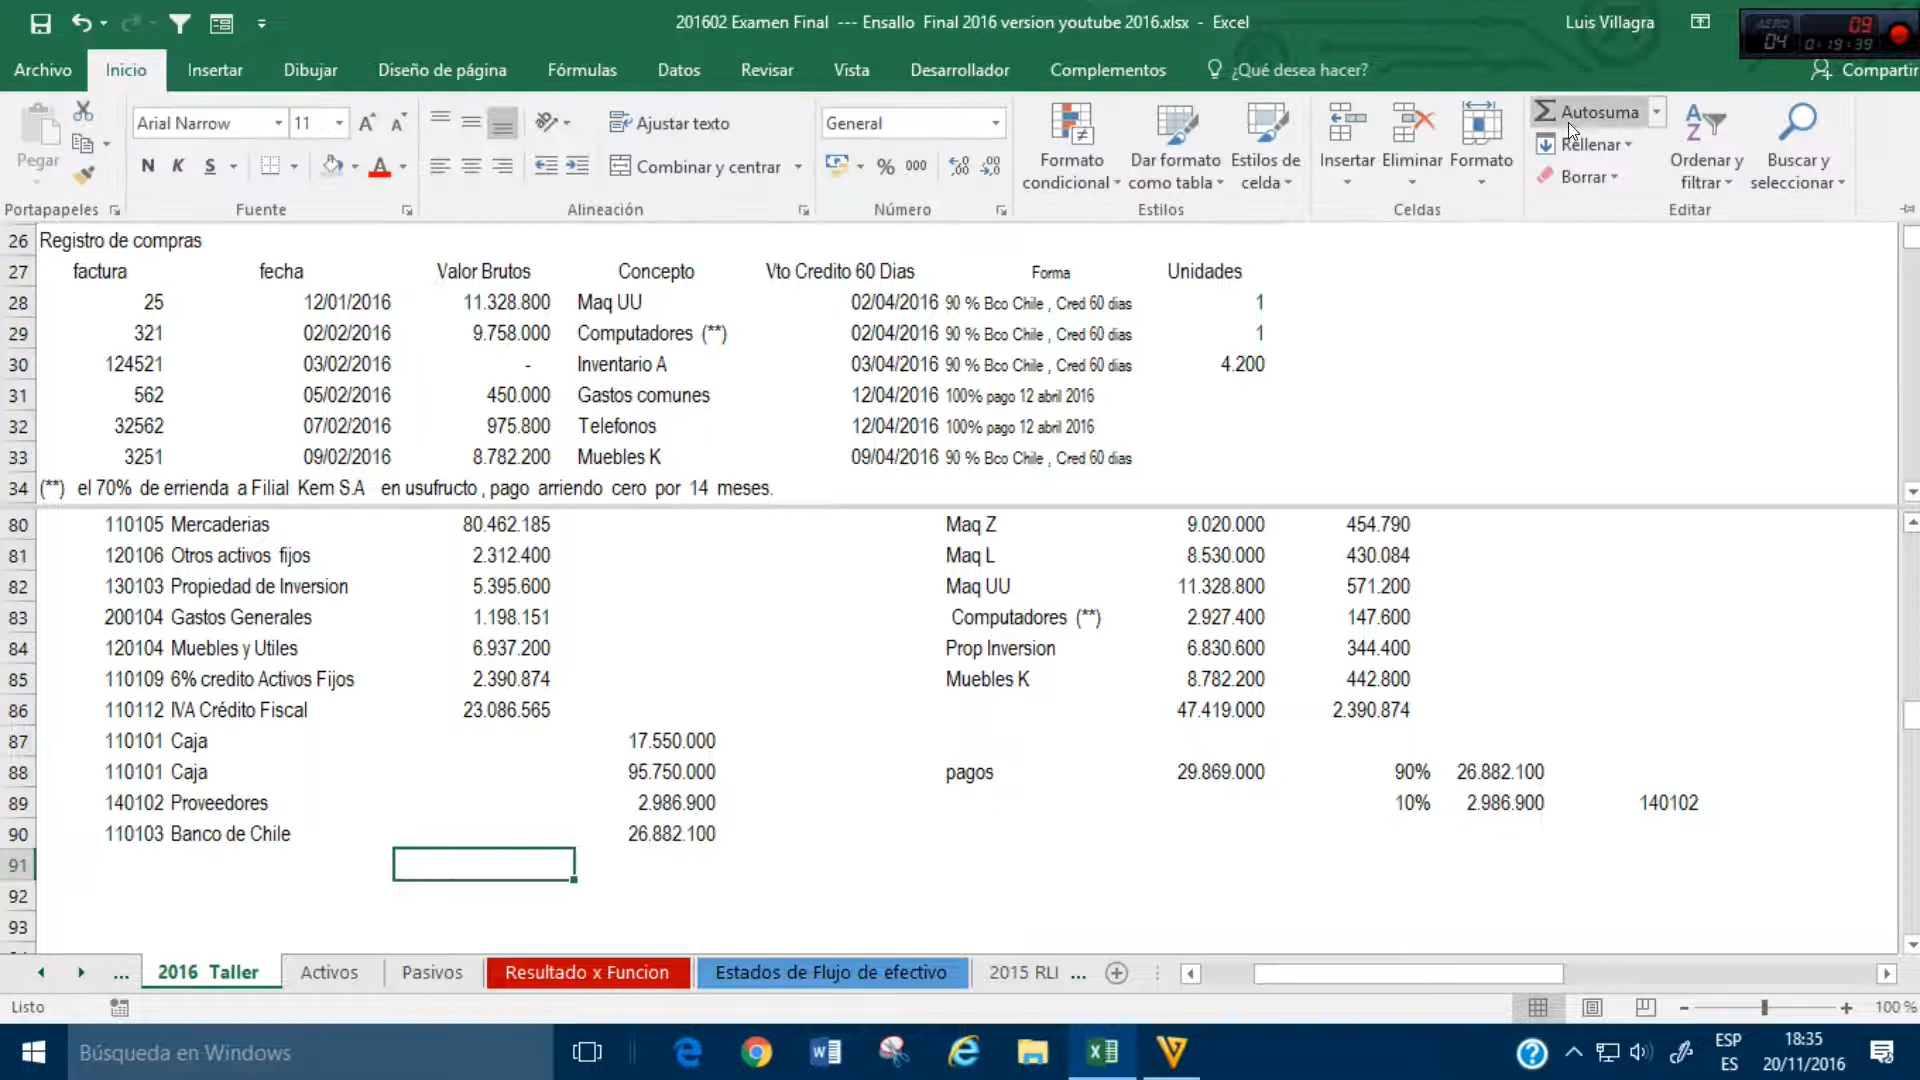 201602 Examen Final --- Ensallo Final 2016 version youtube 2016.xlsx - Excel
Luis Villagra
09
04 0:19:39
Archivo Inicio Insertar Dibujar Diseño de página Fórmulas Datos Revisar Vista Desarrollador Complementos ¿Qué desea hacer? Compartir
Pegar
Arial Narrow 11
N K S
Ajustar texto
Combinar y centrar
General
% 000
Formato condicional
Dar formato como tabla
Estilos de celda
Insertar
Eliminar
Formato
Autosuma
Rellenar
Borrar
Ordenar y filtrar
Buscar y seleccionar
Portapapeles Fuente Alineación Número Estilos Celdas Editar
26 Registro de compras
27 factura fecha Valor Brutos Concepto Vto Credito 60 Dias Forma Unidades
28 25 12/01/2016 11.328.800 Maq UU 02/04/2016 90 % Bco Chile , Cred 60 dias 1
29 321 02/02/2016 9.758.000 Computadores (**) 02/04/2016 90 % Bco Chile , Cred 60 dias 1
30 124521 03/02/2016 - Inventario A 03/04/2016 90 % Bco Chile , Cred 60 dias 4.200
31 562 05/02/2016 450.000 Gastos comunes 12/04/2016 100% pago 12 abril 2016
32 32562 07/02/2016 975.800 Telefonos 12/04/2016 100% pago 12 abril 2016
33 3251 09/02/2016 8.782.200 Muebles K 09/04/2016 90 % Bco Chile , Cred 60 dias
34 (**) el 70% de errienda a Filial Kem S.A en usufructo , pago arriendo cero por 14 meses.
80 110105 Mercaderias 80.462.185 Maq Z 9.020.000 454.790
81 120106 Otros activos fijos 2.312.400 Maq L 8.530.000 430.084
82 130103 Propiedad de Inversion 5.395.600 Maq UU 11.328.800 571.200
83 200104 Gastos Generales 1.198.151 Computadores (**) 2.927.400 147.600
84 120104 Muebles y Utiles 6.937.200 Prop Inversion 6.830.600 344.400
85 110109 6% credito Activos Fijos 2.390.874 Muebles K 8.782.200 442.800
86 110112 IVA Crédito Fiscal 23.086.565 47.419.000 2.390.874
87 110101 Caja 17.550.000
88 110101 Caja 95.750.000 pagos 29.869.000 90% 26.882.100
89 140102 Proveedores 2.986.900 10% 2.986.900 140102
90 110103 Banco de Chile 26.882.100
91
92
93
... 2016 Taller Activos Pasivos Resultado x Funcion Estados de Flujo de efectivo 2015 RLI ...
Listo 100 %
Búsqueda en Windows
ESP
ES
18:35
20/11/2016